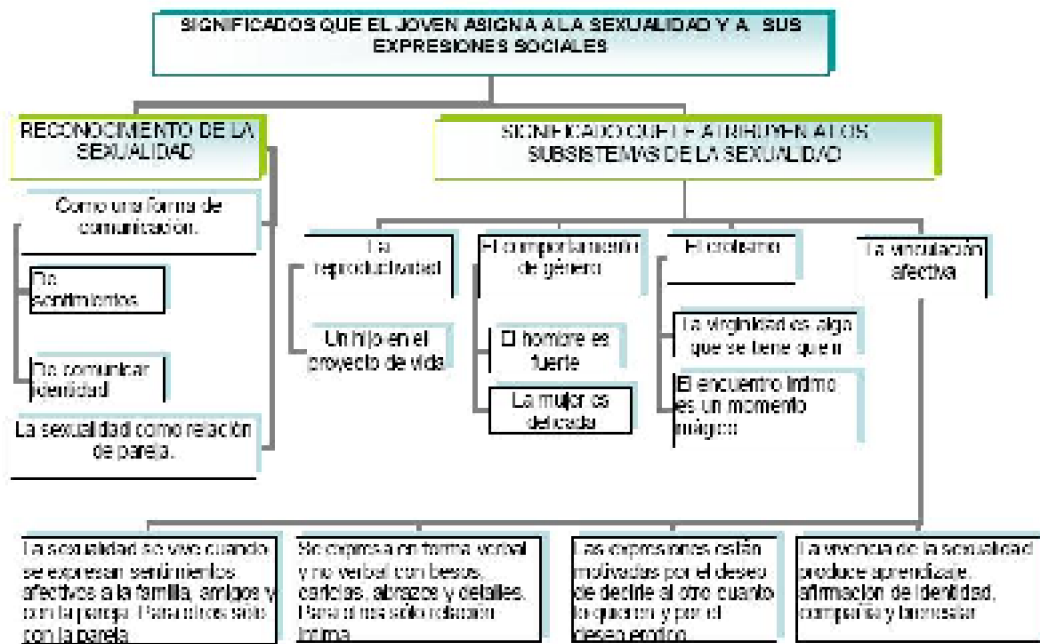 SIGNIFICADOS QUE EL JOVEN ASIGNA A LA SEXUALIDAD Y A SUS
EXPRESIONES SOCIALES
RECONOCIMIENTO DE LA
SEXUALIDAD
SIGNIFICADO QUE LE ATRIBUYEN A LOS
SUBSISTEMAS DE LA SEXUALIDAD
Como una forma de
comunicación.
De
sentimientos
De comunicar
identidad
La sexualidad como relación
de pareja.
La
reproductividad
Un hijo en el
proyecto de vida
El comportamiento
de género
El hombre es
fuerte
La mujer es
delicada
El erotismo
La virginidad es algo
que se tiene que ir
El encuentro íntimo
es un momento
mágico
La vinculación
afectiva
La sexualidad se vive cuando
se expresan sentimientos
afectivos a la familia, amigos y
con la pareja. Para otros sólo
con la pareja
Se expresa en forma verbal
y no verbal con besos,
caricias, abrazos y detalles.
Para otros sólo relación
íntima
Las expresiones están
motivadas por el deseo
de decirle al otro cuanto
lo quieren y por el
deseo erótico
La vivencia de la sexualidad
produce aprendizaje,
afirmación de identidad,
compañía y bienestar